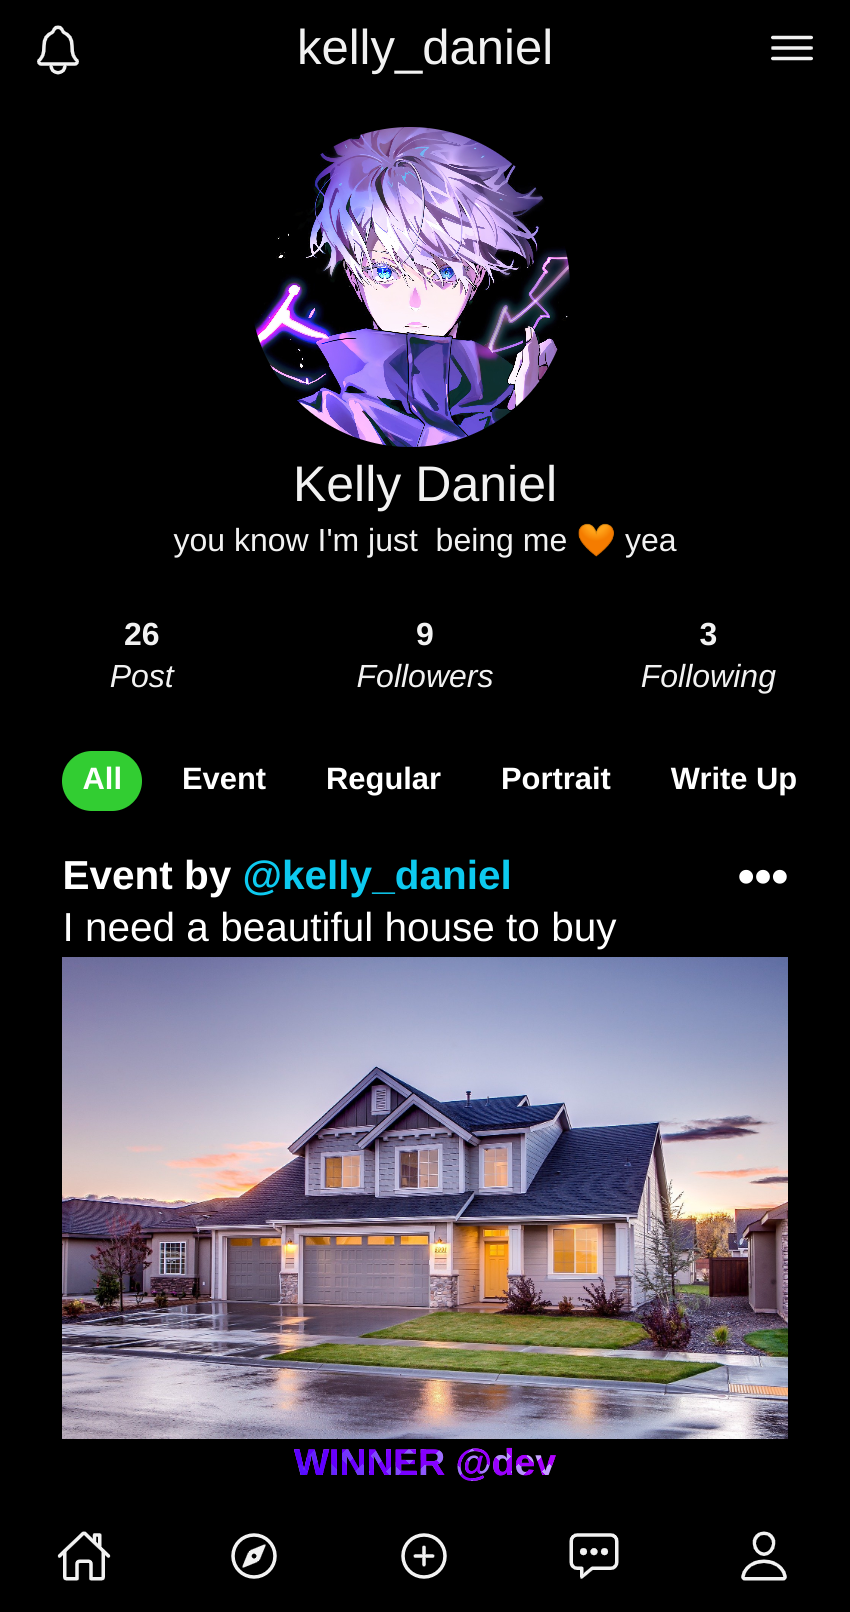 kelly_daniel
Kelly Daniel
you know I'm just  being me 🧡 yea
26 9 3
Post Followers Following
All Event Regular Portrait Write Up
Event by @kelly_daniel
I need a beautiful house to buy
WINNER @dev